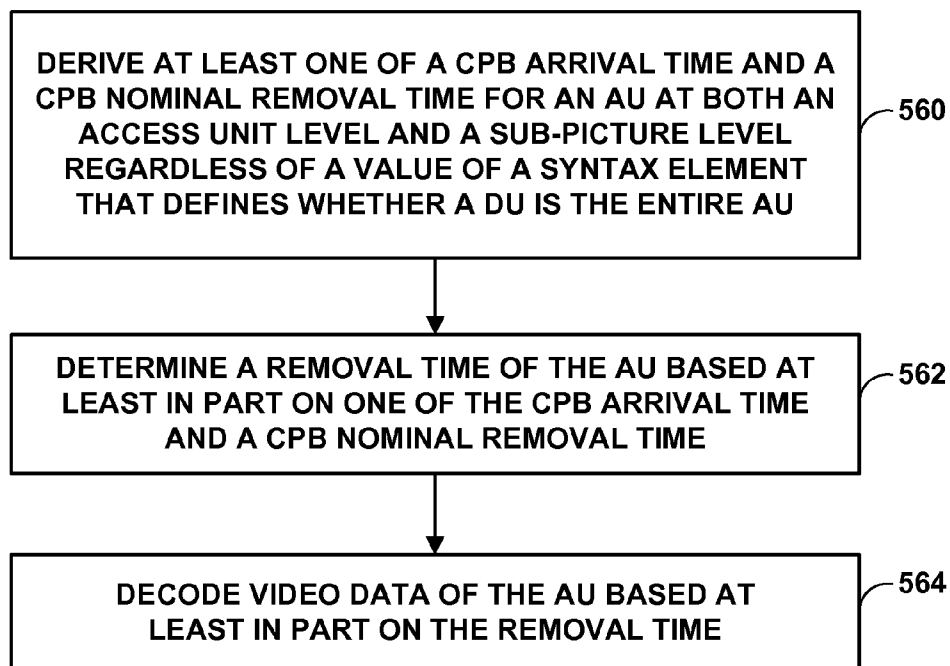 DERIVE AT LEAST ONE OF A CPB ARRIVAL TIME AND A
CPB NOMINAL REMOVAL TIME FOR AN AU AT BOTH AN
ACCESS UNIT LEVEL AND A SUB-PICTURE LEVEL
REGARDLESS OF A VALUE OF A SYNTAX ELEMENT
THAT DEFINES WHETHER A DU IS THE ENTIRE AU
560
DETERMINE A REMOVAL TIME OF THE AU BASED AT
LEAST IN PART ON ONE OF THE CPB ARRIVAL TIME
AND A CPB NOMINAL REMOVAL TIME
562
DECODE VIDEO DATA OF THE AU BASED AT
LEAST IN PART ON THE REMOVAL TIME
564